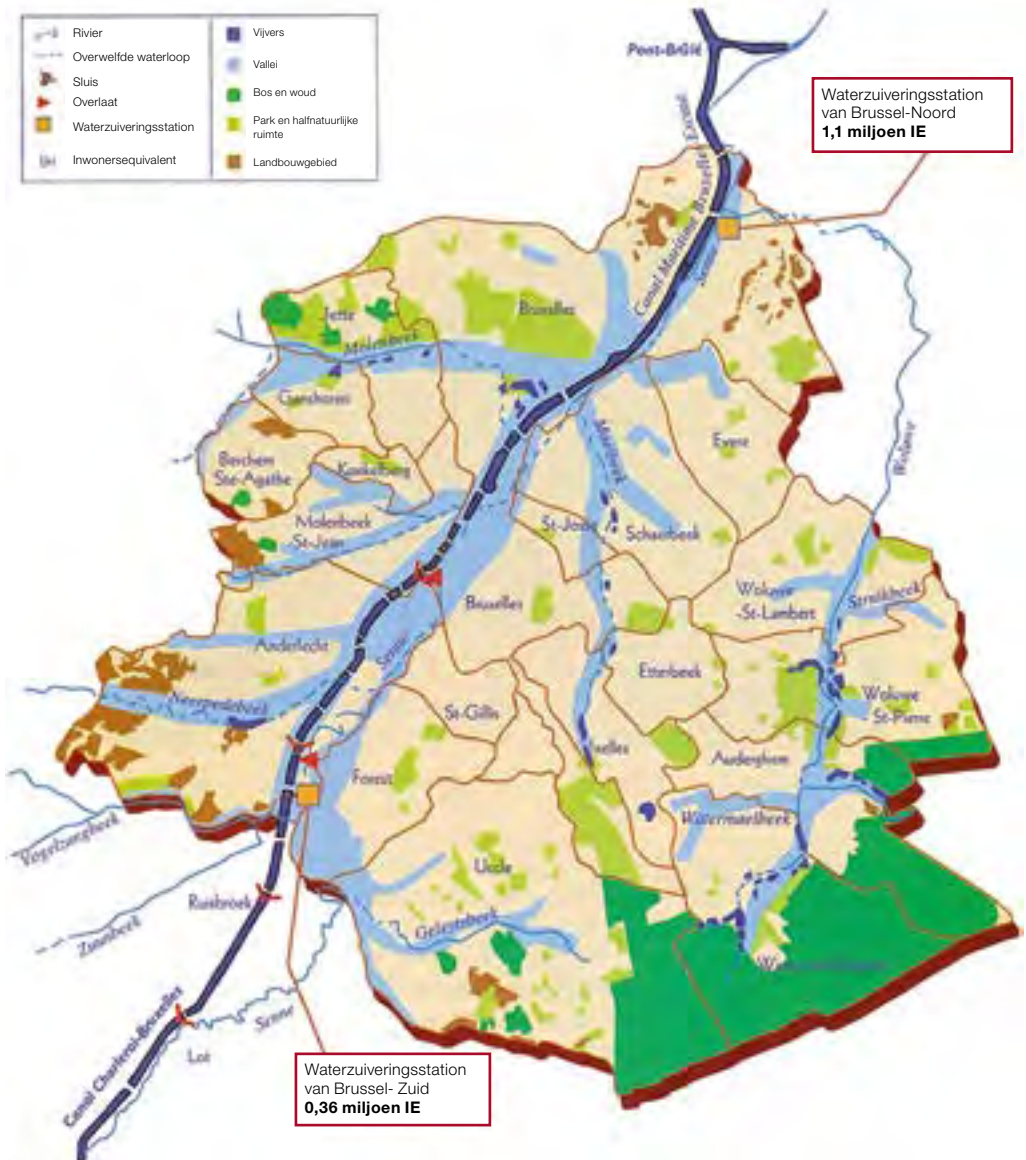 Rivier
Overwelfde waterloop
Sluis
Overlaat
Waterzuiveringsstation
Inwonersequivalent
Vijvers
Vallei
Bos en woud
Park en halfnatuurlijke
ruimte
Landbouwgebied
Pont-Brûlé
Waterzuiveringsstation
van Brussel-Noord
1,1 miljoen IE
Canal Maritime Bruxelles Escaut
Senne
Bruxelles
Jette
Molenbeek
Ganshoren
Berchem
Ste-Agathe
Koekelberg
Molenbeek
St-Jean
Maelbeek
Evere
Woluwe
St-Josse
Schaerbeek
Bruxelles
Woluwe
-St-Lambert
Struikbeek
Anderlecht
Senne
Neerpedebeek
Etterbeek
Woluwe
St-Pierre
St-Gilles
Forest
Ixelles
Auderghem
Watermaelbeek
Vogelzangbeek
Uccle
Ruisbroek
Zuunbeek
Geleytsbeek
Senne
Lot
Canal Charleroi-Bruxelles
Waterzuiveringsstation
van Brussel- Zuid
0,36 miljoen IE